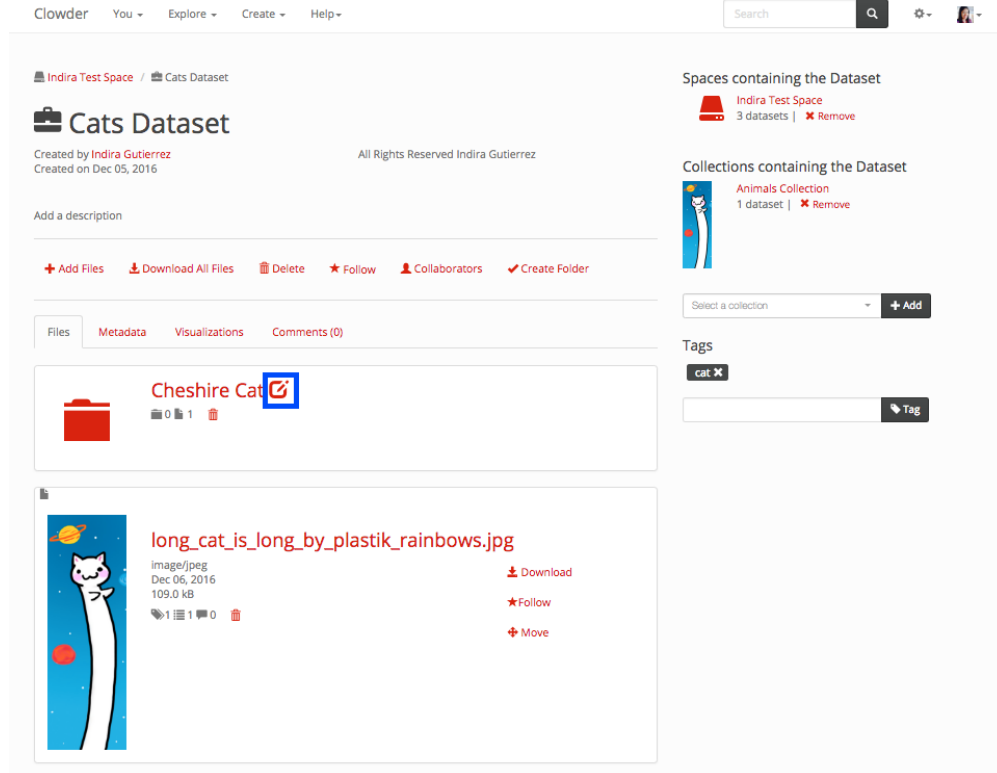 Clowder You Explore Create Help Search
Indira Test Space / Cats Dataset
Cats Dataset
Created by Indira Gutierrez
Created on Dec 05, 2016
All Rights Reserved Indira Gutierrez
Add a description
Add Files Download All Files Delete Follow Collaborators Create Folder
Files Metadata Visualizations Comments (0)
Cheshire Cat
0 1
long_cat_is_long_by_plastik_rainbows.jpg
image/jpeg
Dec 06, 2016
109.0 kB
1 1 0
Download
Follow
Move
Spaces containing the Dataset
Indira Test Space
3 datasets | Remove
Collections containing the Dataset
Animals Collection
1 dataset | Remove
Select a collection Add
Tags
cat
Tag